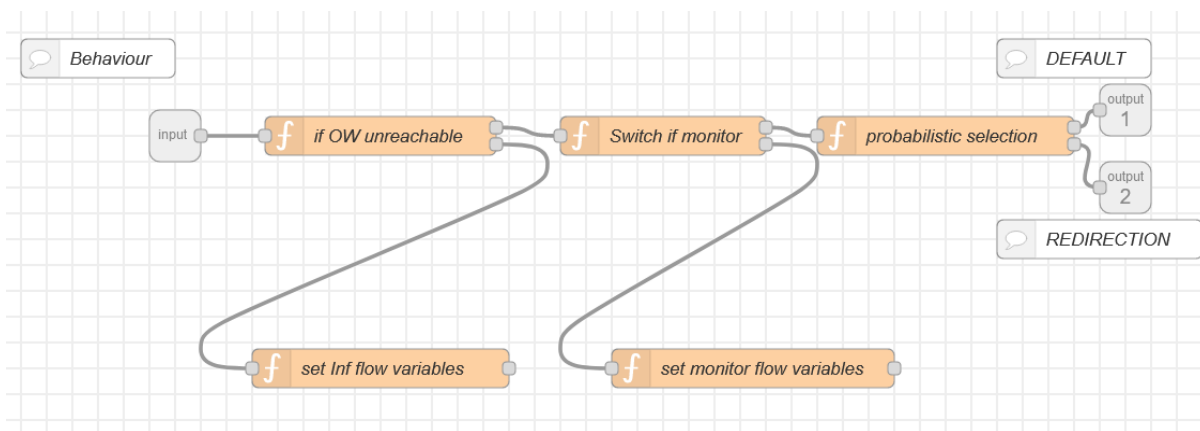 Behaviour
DEFAULT
input
if OW unreachable
Switch if monitor
probabilistic selection
output
1
output
2
REDIRECTION
set Inf flow variables
set monitor flow variables